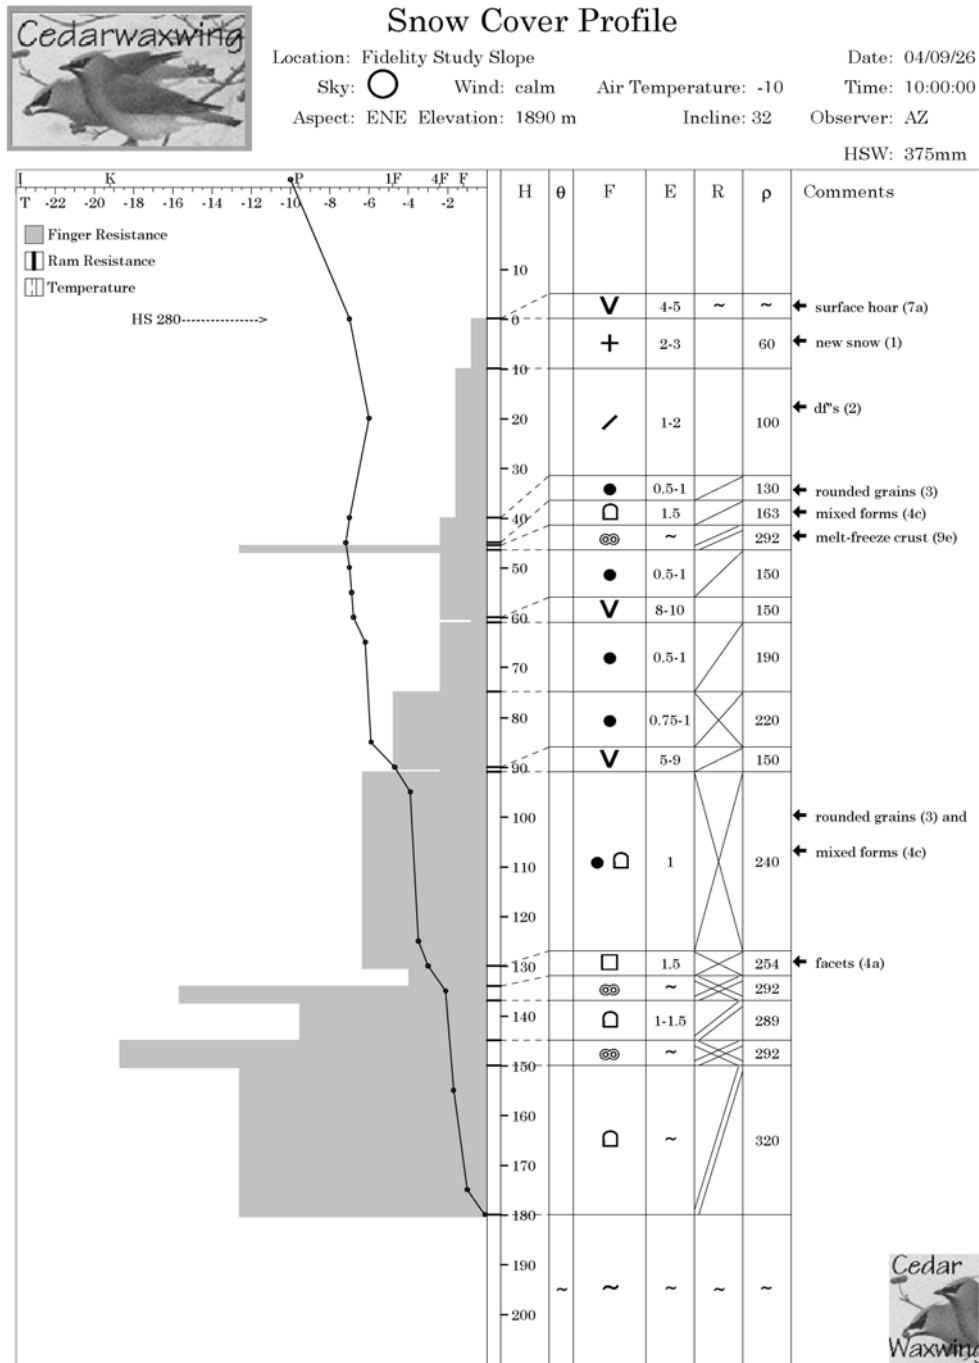 Cedarwaxwing
Snow Cover Profile
Location: Fidelity Study Slope
Date: 04/09/26
Sky: Wind: calm Air Temperature: -10 Time: 10:00:00
Aspect: ENE Elevation: 1890 m Incline: 32 Observer: AZ
HSW: 375mm
I K P 1F 4F F
T -22 -20 -18 -16 -14 -12 -10 -8 -6 -4 -2
H θ F E R ρ Comments
Finger Resistance
Ram Resistance
Temperature
HS 280
10
V 4-5 ~ ~ surface hoar (7a)
0
+ 2-3 60 new snow (1)
10
df"s (2)
20
/ 1-2 100
30
0.5-1 130 rounded grains (3)
40
1.5 163 mixed forms (4c)
~ 292 melt-freeze crust (9e)
50
0.5-1 150
60
V 8-10 150
70
0.5-1 190
80
0.75-1 220
90
V 5-9 150
100
rounded grains (3) and
mixed forms (4c)
110
1 240
120
130
1.5 254 facets (4a)
~ 292
140
1-1.5 289
~ 292
150
160
~ 320
170
180
190
~ ~ ~ ~ ~
200
Cedar
Waxwing